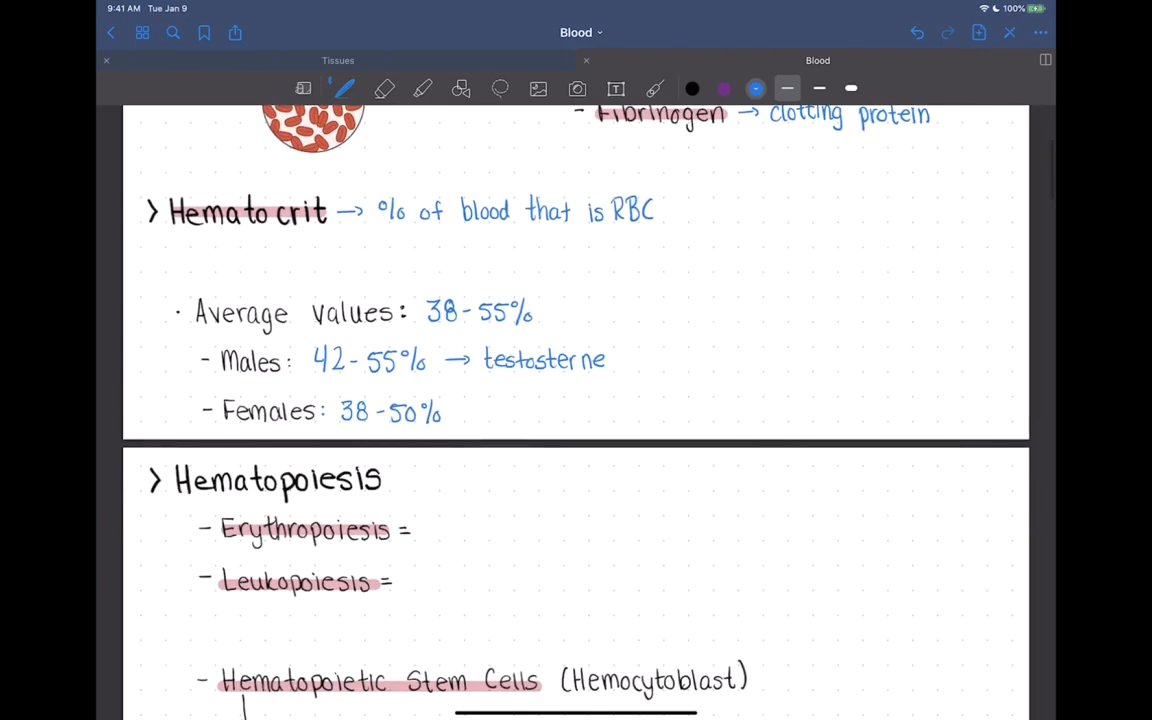 9:41 AM Tue Jan 9
100%
Blood
Tissues
Blood
T
- Fibrinogen → clotting protein
> Hematocrit → % of blood that is RBC
· Average values: 38-55%
- Males: 42-55% → testosterne
- Females: 38-50%
> Hematopoiesis
- Erythropoiesis =
- Leukopoiesis =
- Hematopoietic Stem Cells (Hemocytoblast)